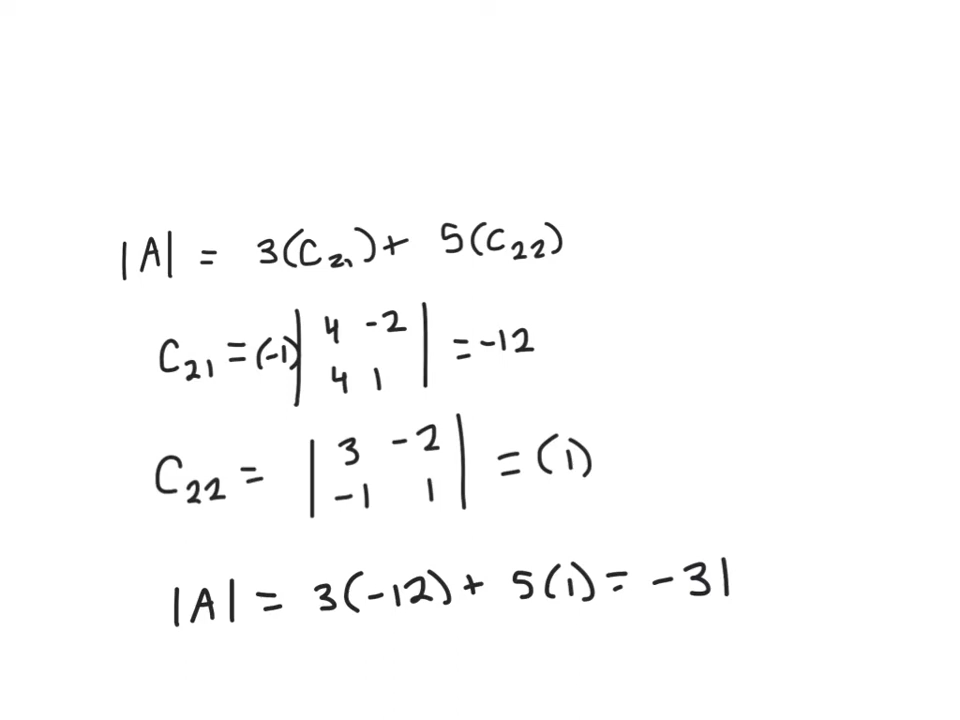 |A| = 3(C₂₁) + 5(C₂₂)
C₂₁ = (-1) | 4 -2 | = -12
| 4 1 |
C₂₂ = | 3 -2 | = (1)
| -1 1 |
|A| = 3(-12) + 5(1) = -31